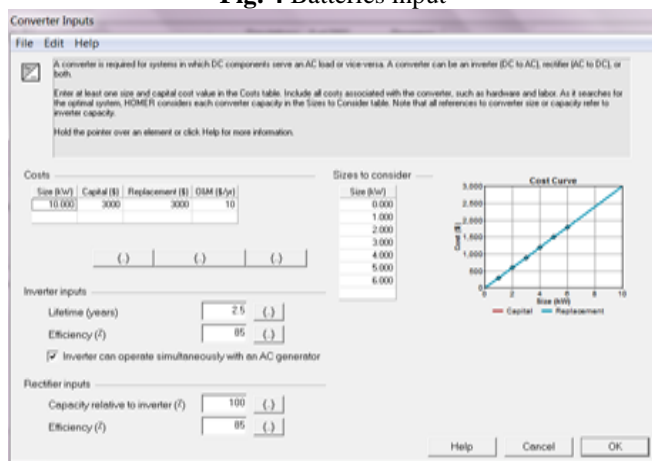 Fig. 4 Batteries input
Converter Inputs
File Edit Help
A converter is required for systems in which DC components serve an AC load or vice-versa. A converter can be an inverter (DC to AC), rectifier (AC to DC), or
both.
Enter at least one size and capital cost value in the Costs table. Include all costs associated with the converter, such as hardware and labor. As it searches for
the optimal system, HOMER considers each converter capacity in the Sizes to Consider table. Note that all references to converter size or capacity refer to
inverter capacity.
Hold the pointer over an element or click Help for more information.
Costs
Size (kW) Capital ($) Replacement ($) O&M ($/yr)
10.000 3000 3000 10
(.) (.) (.)
Sizes to consider
Size (kW)
0.000
1.000
2.000
3.000
4.000
5.000
6.000
Cost Curve
Cost ($)
3,000
2,500
2,000
1,500
1,000
500
0
0 2 4 6 8 10
Size (kW)
Capital Replacement
Inverter inputs
Lifetime (years) 2.5 (.)
Efficiency (%) 85 (.)
Inverter can operate simultaneously with an AC generator
Rectifier inputs
Capacity relative to inverter (%) 100 (.)
Efficiency (%) 85 (.)
Help Cancel OK